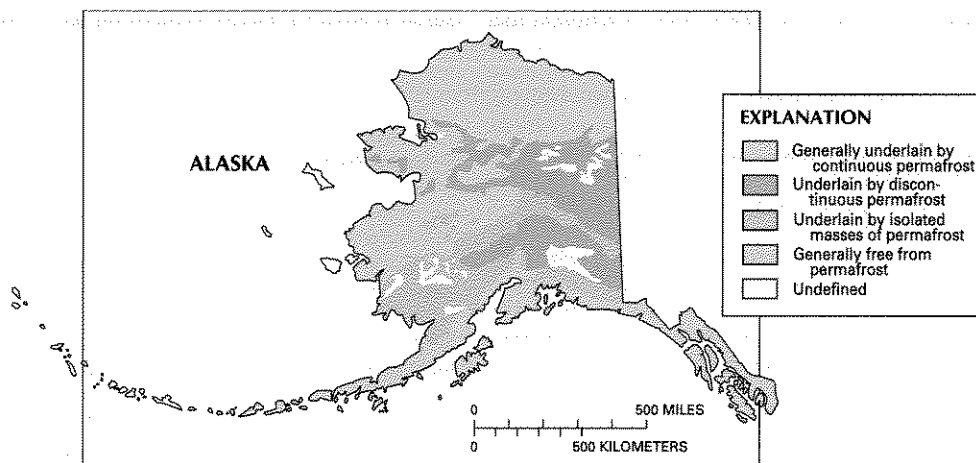 ALASKA
EXPLANATION
Generally underlain by
continuous permafrost
Underlain by discon-
tinuous permafrost
Underlain by isolated
masses of permafrost
Generally free from
permafrost
Undefined
0 500 MILES
0 500 KILOMETERS